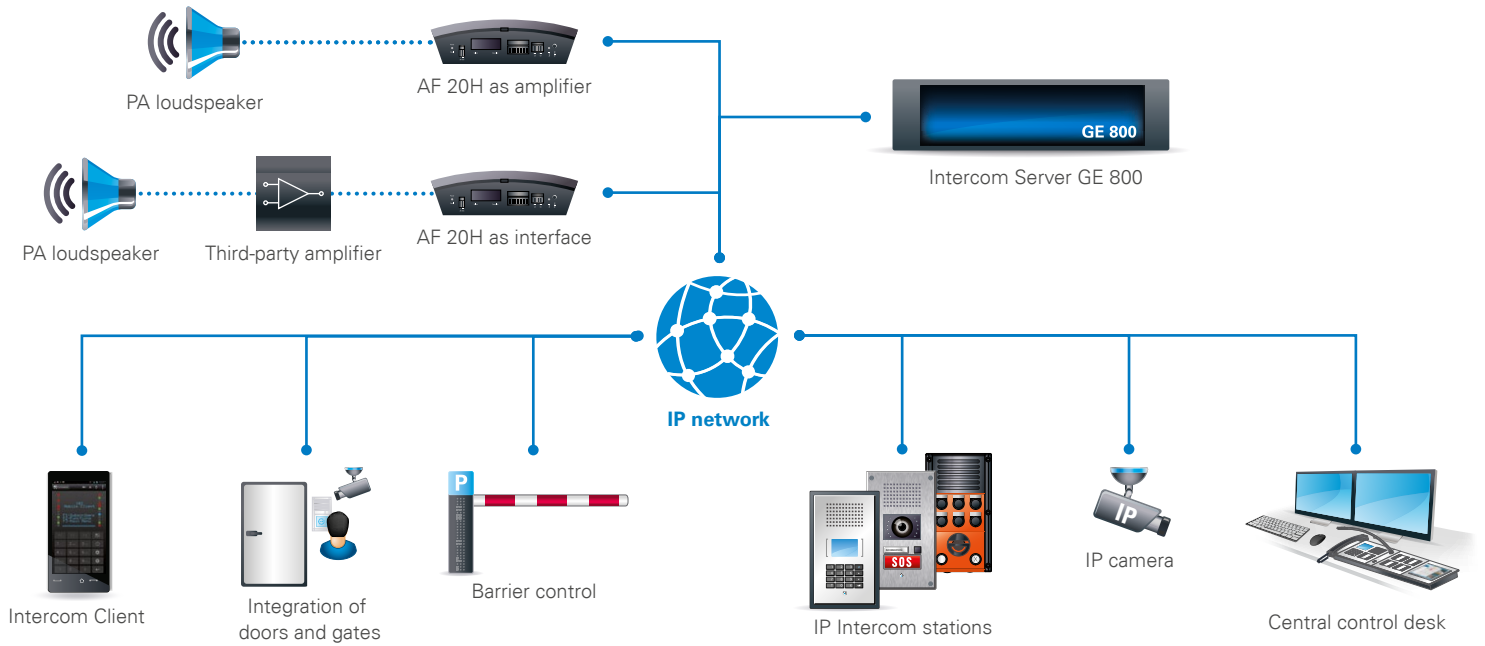 PA loudspeaker
AF 20H as amplifier
GE 800
Intercom Server GE 800
PA loudspeaker
Third-party amplifier
AF 20H as interface
IP network
Intercom Client
Integration of
doors and gates
P
Barrier control
SOS
IP Intercom stations
IP
IP camera
Central control desk